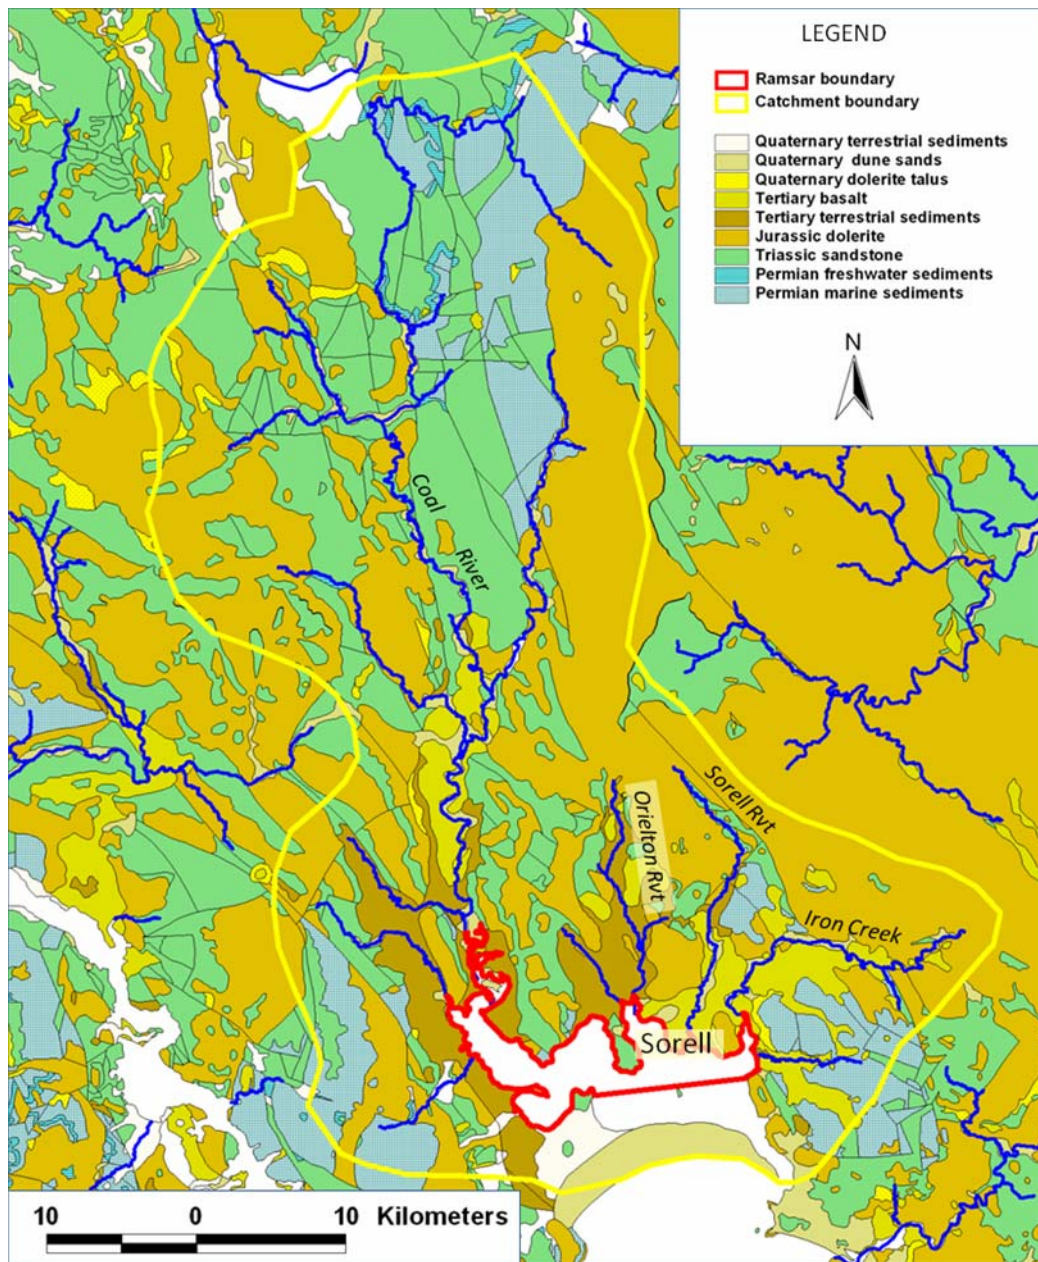 LEGEND
Ramsar boundary
Catchment boundary
Quaternary terrestrial sediments
Quaternary dune sands
Quaternary dolerite talus
Tertiary basalt
Tertiary terrestrial sediments
Jurassic dolerite
Triassic sandstone
Permian freshwater sediments
Permian marine sediments
N
Coal
River
Sorell Rvt
Orielton Rvt
Iron Creek
Sorell
10 0 10 Kilometers